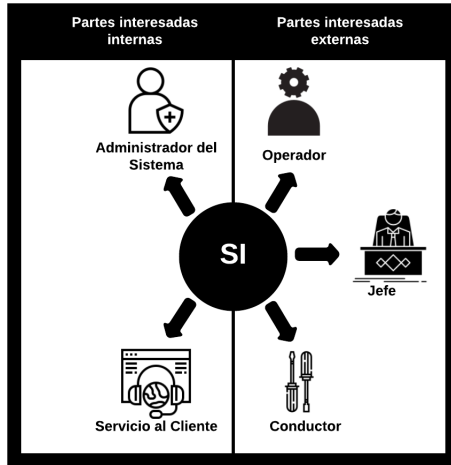 Partes interesadas
internas
Partes interesadas
externas
Administrador del
Sistema
Operador
SI
Jefe
Servicio al Cliente
Conductor